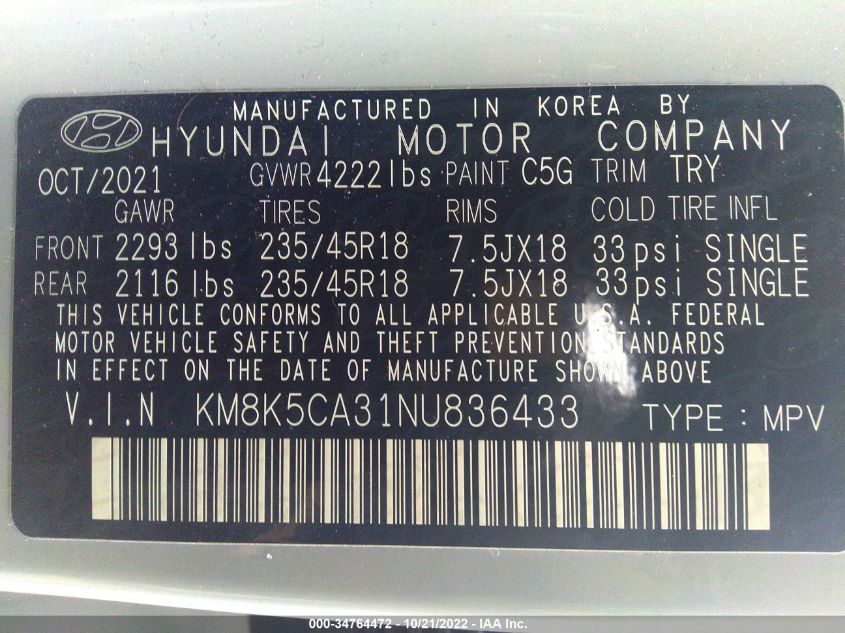 MANUFACTURED IN KOREA BY
HYUNDAI MOTOR COMPANY
OCT/2021 GVWR 4222 lbs PAINT C5G TRIM TRY
GAWR TIRES RIMS COLD TIRE INFL
FRONT 2293 lbs 235/45R18 7.5JX18 33psi SINGLE
REAR 2116 lbs 235/45R18 7.5JX18 33psi SINGLE
THIS VEHICLE CONFORMS TO ALL APPLICABLE U.S.A. FEDERAL
MOTOR VEHICLE SAFETY AND THEFT PREVENTION STANDARDS
IN EFFECT ON THE DATE OF MANUFACTURE SHOWN ABOVE
V.I.N KM8K5CA31NU836433 TYPE : MPV
000-34764472 - 10/21/2022 - IAA Inc.